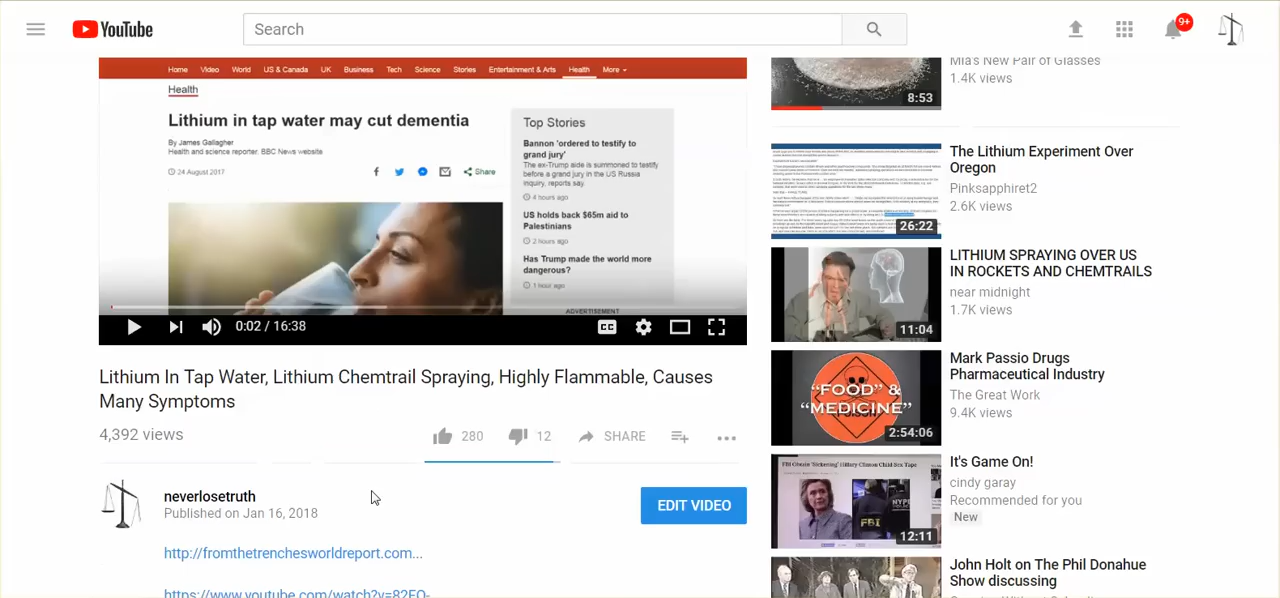 YouTube
Search
9+
Home Video World US & Canada UK Business Tech Science Stories Entertainment & Arts Health More
Health
Lithium in tap water may cut dementia
By James Gallagher
Health and science reporter, BBC News website
24 August 2017
Share
Top Stories
Bannon 'ordered to testify to
grand jury'
The ex-Trump aide is summoned to testify
before a grand jury in the US Russia
inquiry, reports say.
4 hours ago
US holds back $65m aid to
Palestinians
2 hours ago
Has Trump made the world more
dangerous?
1 hour ago
ADVERTISEMENT
0:02 / 16:38
CC
Lithium In Tap Water, Lithium Chemtrail Spraying, Highly Flammable, Causes
Many Symptoms
4,392 views
280
12
SHARE
neverlosetruth
Published on Jan 16, 2018
EDIT VIDEO
http://fromthetrenchesworldreport.com...
https://www.youtube.com/watch?v=82FO-
8:53
Mia's New Pair of Glasses
1.4K views
26:22
The Lithium Experiment Over
Oregon
Pinksapphiret2
2.6K views
11:04
LITHIUM SPRAYING OVER US
IN ROCKETS AND CHEMTRAILS
near midnight
1.7K views
"FOOD" &
"MEDICINE"
POISON
2:54:06
Mark Passio Drugs
Pharmaceutical Industry
The Great Work
9.4K views
FBI
12:11
It's Game On!
cindy garay
Recommended for you
New
John Holt on The Phil Donahue
Show discussing